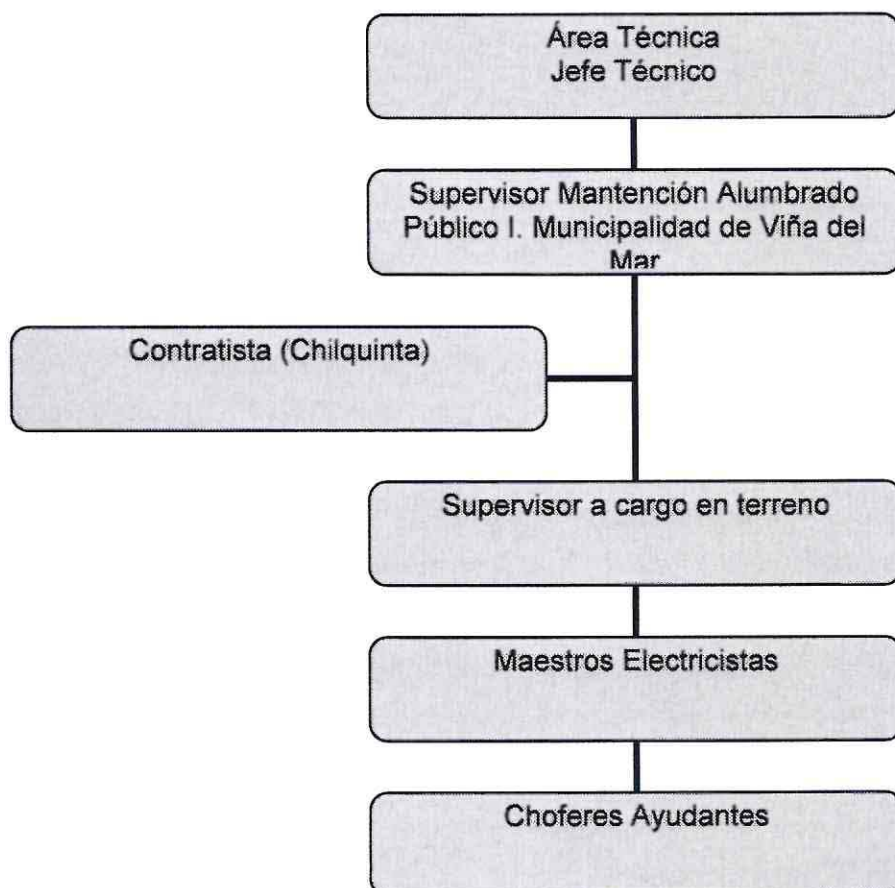 Área Técnica
Jefe Técnico
Supervisor Mantención Alumbrado
Público I. Municipalidad de Viña del
Mar
Contratista (Chilquinta)
Supervisor a cargo en terreno
Maestros Electricistas
Choferes Ayudantes